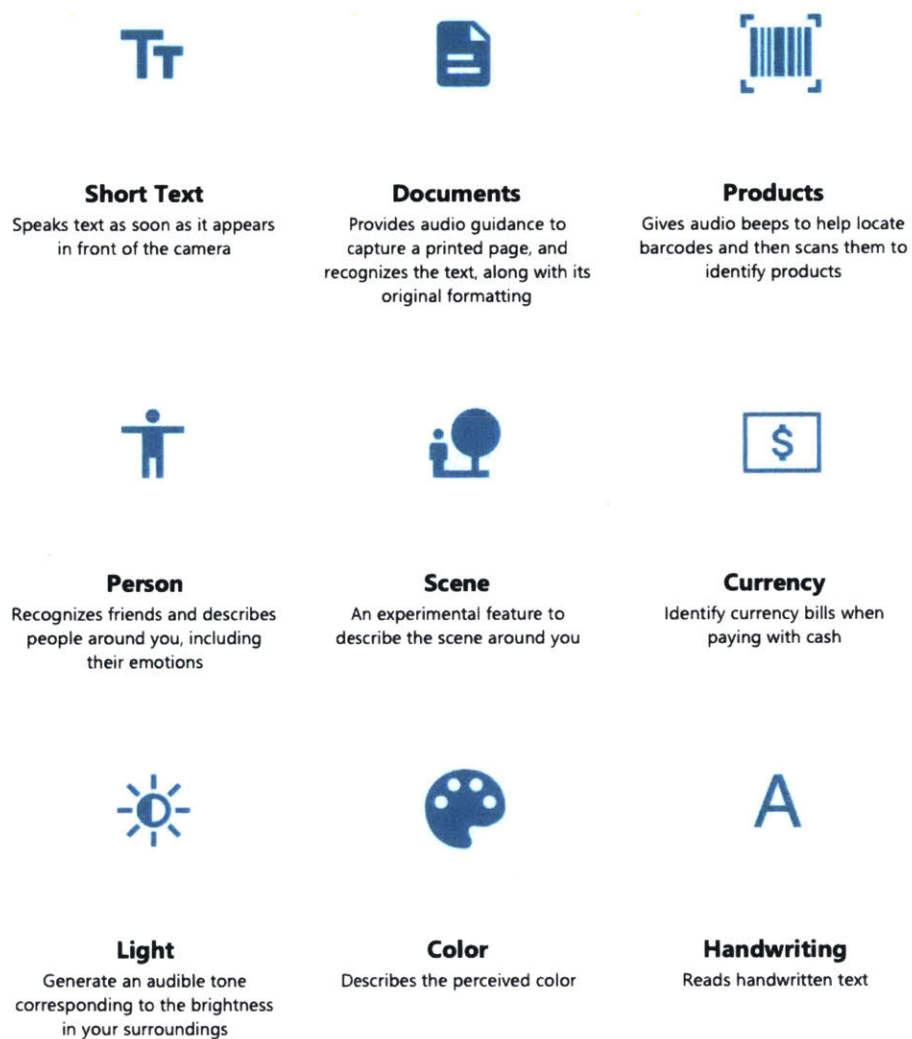 TT
Short Text
Speaks text as soon as it appears
in front of the camera
Documents
Provides audio guidance to
capture a printed page, and
recognizes the text, along with its
original formatting
Products
Gives audio beeps to help locate
barcodes and then scans them to
identify products
Person
Recognizes friends and describes
people around you, including
their emotions
Scene
An experimental feature to
describe the scene around you
$
Currency
Identify currency bills when
paying with cash
Light
Generate an audible tone
corresponding to the brightness
in your surroundings
Color
Describes the perceived color
A
Handwriting
Reads handwritten text